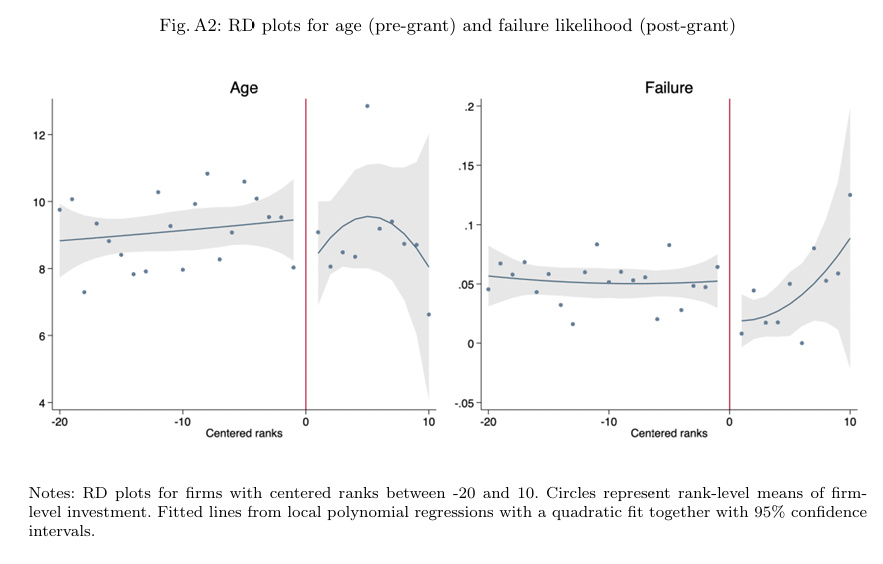 Fig. A2: RD plots for age (pre-grant) and failure likelihood (post-grant)
Age
12
10
8
6
4
-20
-10
0
10
Centered ranks
Failure
.2
.15
.1
.05
0
-.05
-20
-10
0
10
Centered ranks
Notes: RD plots for firms with centered ranks between -20 and 10. Circles represent rank-level means of firm-
level investment. Fitted lines from local polynomial regressions with a quadratic fit together with 95% confidence
intervals.